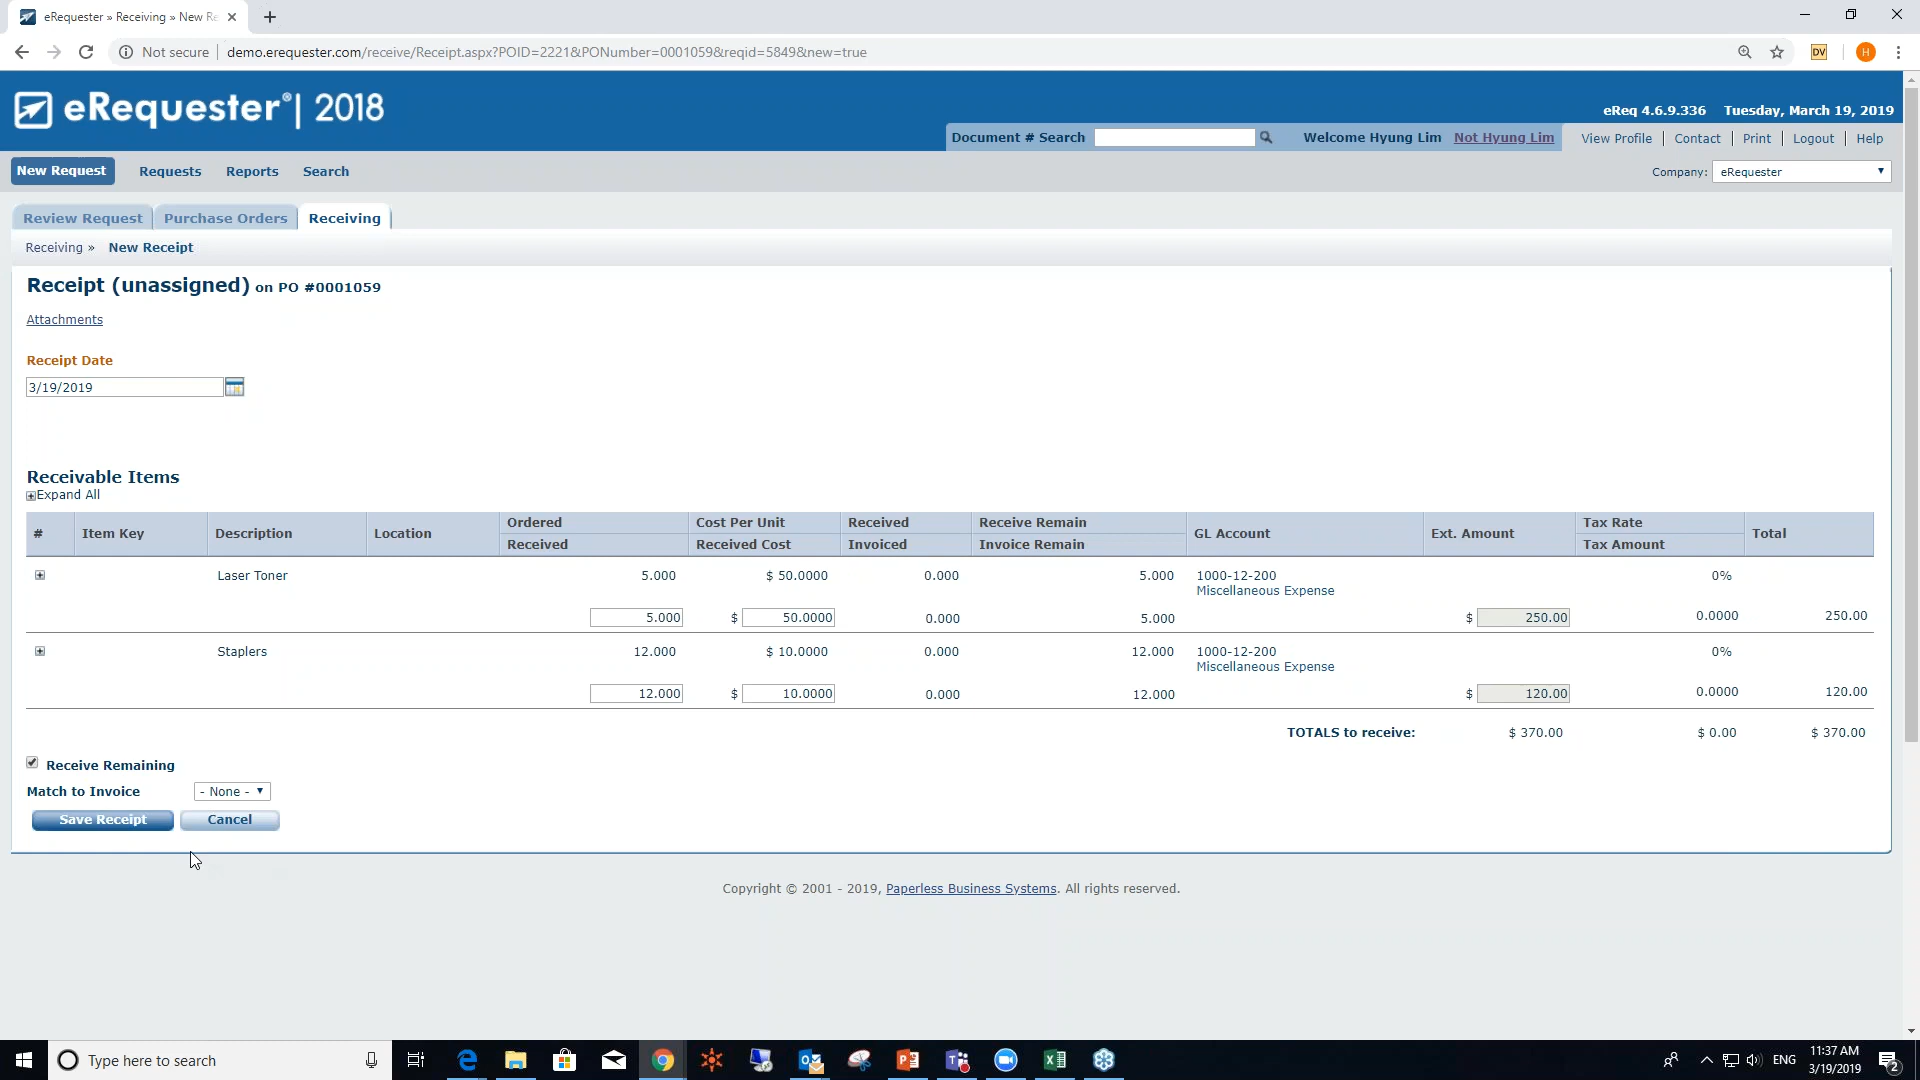 eRequester » Receiving » New Re
Not secure
demo.erequester.com/receive/Receipt.aspx?POID=2221&PONumber=0001059&reqid=5849&new=true
DV
H
eRequester® | 2018
eReq 4.6.9.336 Tuesday, March 19, 2019
Document # Search
Welcome Hyung Lim Not Hyung Lim
View Profile | Contact | Print | Logout | Help
New Request Requests Reports Search
Company: eRequester
Review Request Purchase Orders Receiving
Receiving » New Receipt
Receipt (unassigned) on PO #0001059
Attachments
Receipt Date
3/19/2019
Receivable Items
Expand All
# Item Key Description Location Ordered Cost Per Unit Received Receive Remain GL Account Ext. Amount Tax Rate Total
Received Received Cost Invoiced Invoice Remain Tax Amount
Laser Toner 5.000 $ 50.0000 0.000 5.000 1000-12-200 0%
Miscellaneous Expense
5.000 $ 50.0000 0.000 5.000 $ 250.00 0.0000 250.00
Staplers 12.000 $ 10.0000 0.000 12.000 1000-12-200 0%
Miscellaneous Expense
12.000 $ 10.0000 0.000 12.000 $ 120.00 0.0000 120.00
TOTALS to receive: $ 370.00 $ 0.00 $ 370.00
Receive Remaining
Match to Invoice - None -
Save Receipt Cancel
Copyright © 2001 - 2019, Paperless Business Systems. All rights reserved.
Type here to search
ENG
11:37 AM
3/19/2019
2